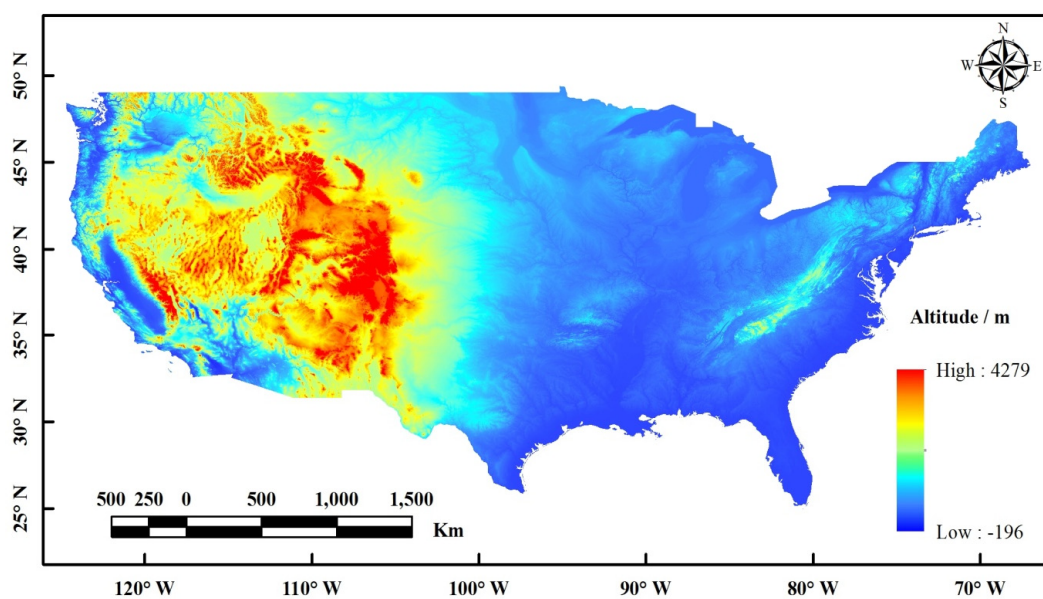 N
W E
S
50° N
45° N
40° N
35° N
30° N
25° N
Altitude / m
High : 4279
Low : -196
500 250 0 500 1,000 1,500
Km
120° W 110° W 100° W 90° W 80° W 70° W